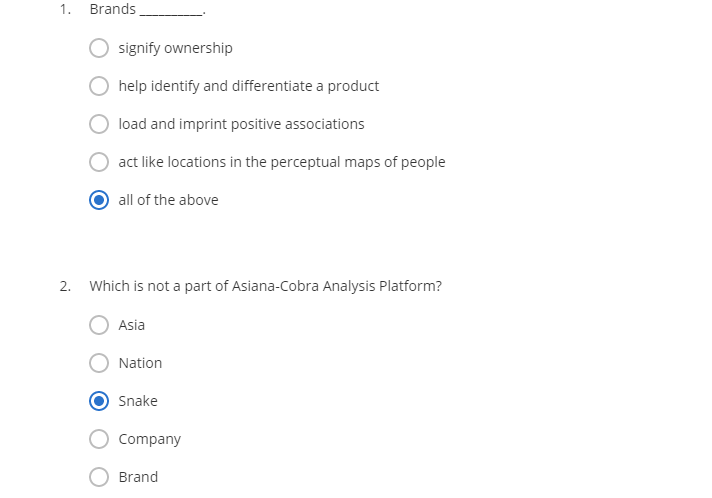 1. Brands __________.
signify ownership
help identify and differentiate a product
load and imprint positive associations
act like locations in the perceptual maps of people
all of the above
2. Which is not a part of Asiana-Cobra Analysis Platform?
Asia
Nation
Snake
Company
Brand